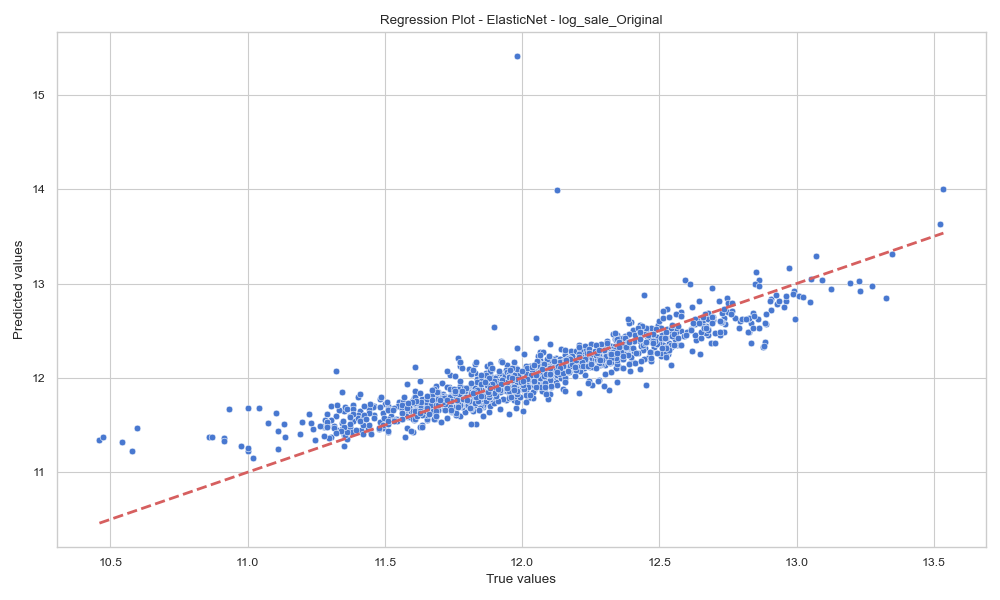 Regression Plot - ElasticNet - log_sale_Original
Predicted values
15
14
13
12
11
10.5 11.0 11.5 12.0 12.5 13.0 13.5
True values